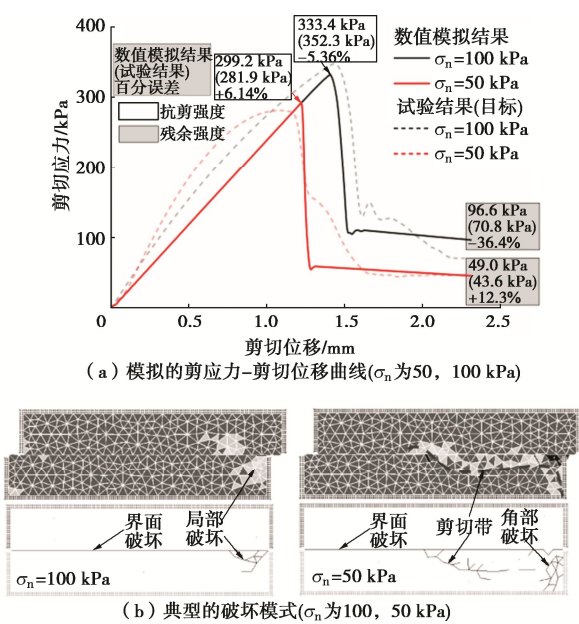 400
300
200
100
0
0.5
1.0
1.5
2.0
2.5
剪切应力/kPa
剪切位移/mm
数值模拟结果
(试验结果)
百分误差
抗剪强度
残余强度
299.2 kPa
(281.9 kPa)
+6.14%
333.4 kPa
(352.3 kPa)
−5.36%
数值模拟结果
σn=100 kPa
σn=50 kPa
试验结果(目标)
σn=100 kPa
σn=50 kPa
96.6 kPa
(70.8 kPa)
−36.4%
49.0 kPa
(43.6 kPa)
+12.3%
(a)模拟的剪应力–剪切位移曲线(σn为50，100 kPa)
界面
破坏
局部
破坏
σn=100 kPa
界面
破坏
剪切带
角部
破坏
σn=50 kPa
(b)典型的破坏模式(σn为100，50 kPa)